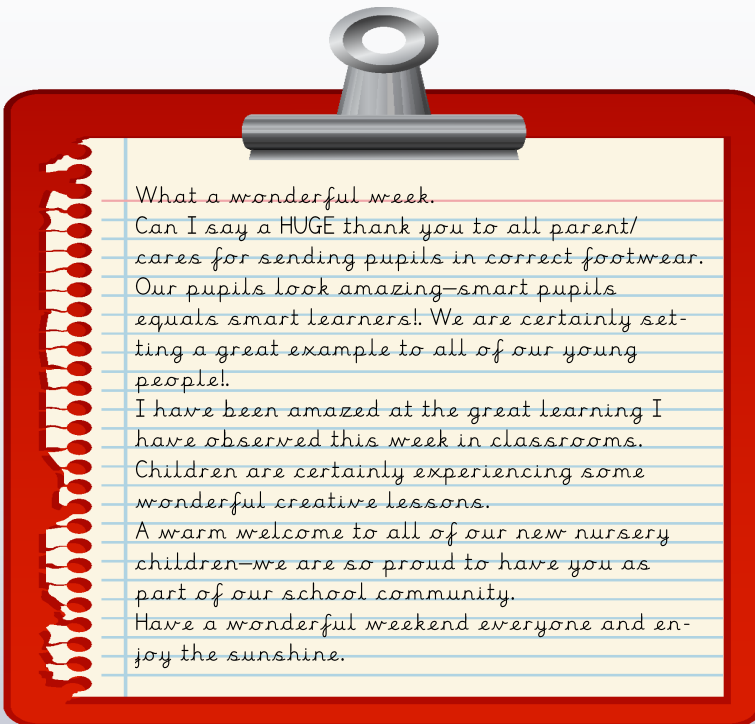 What a wonderful week.
Can I say a HUGE thank you to all parent/
cares for sending pupils in correct footwear.
Our pupils look amazing–smart pupils
equals smart learners!. We are certainly set-
ting a great example to all of our young
people!.
I have been amazed at the great learning I
have observed this week in classrooms.
Children are certainly experiencing some
wonderful creative lessons.
A warm welcome to all of our new nursery
children–we are so proud to have you as
part of our school community.
Have a wonderful weekend everyone and en-
joy the sunshine.